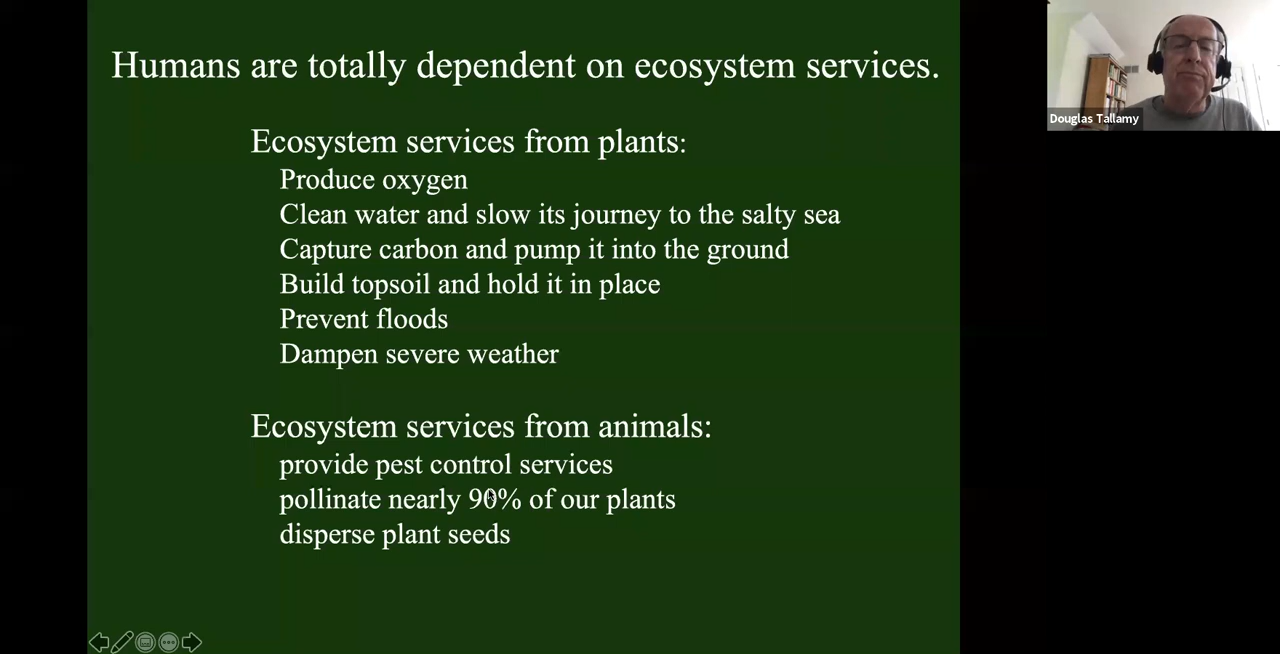 Humans are totally dependent on ecosystem services.
Ecosystem services from plants:
Produce oxygen
Clean water and slow its journey to the salty sea
Capture carbon and pump it into the ground
Build topsoil and hold it in place
Prevent floods
Dampen severe weather
Ecosystem services from animals:
provide pest control services
pollinate nearly 90% of our plants
disperse plant seeds
Douglas Tallamy